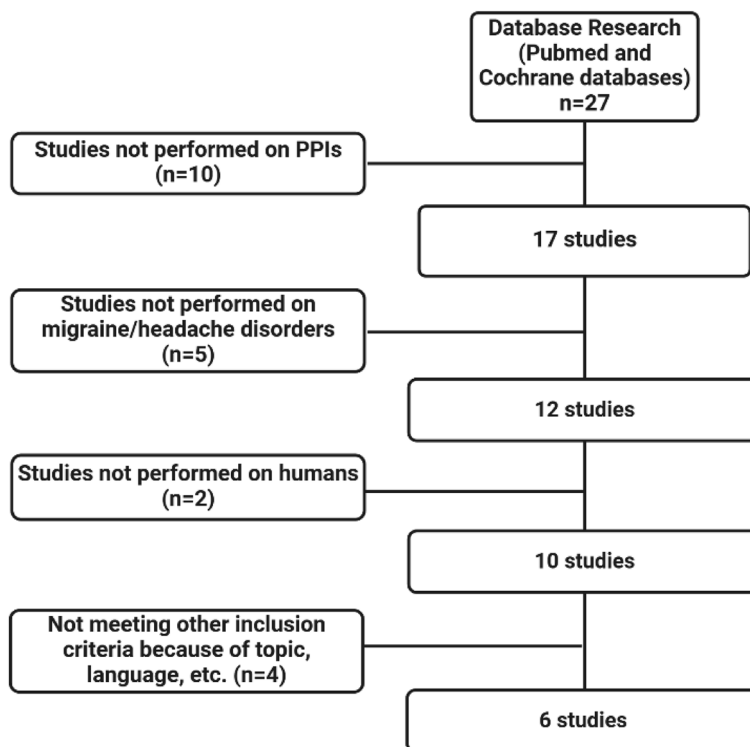 Database Research
(Pubmed and
Cochrane databases)
n=27
Studies not performed on PPIs
(n=10)
17 studies
Studies not performed on
migraine/headache disorders
(n=5)
12 studies
Studies not performed on humans
(n=2)
10 studies
Not meeting other inclusion
criteria because of topic,
language, etc. (n=4)
6 studies